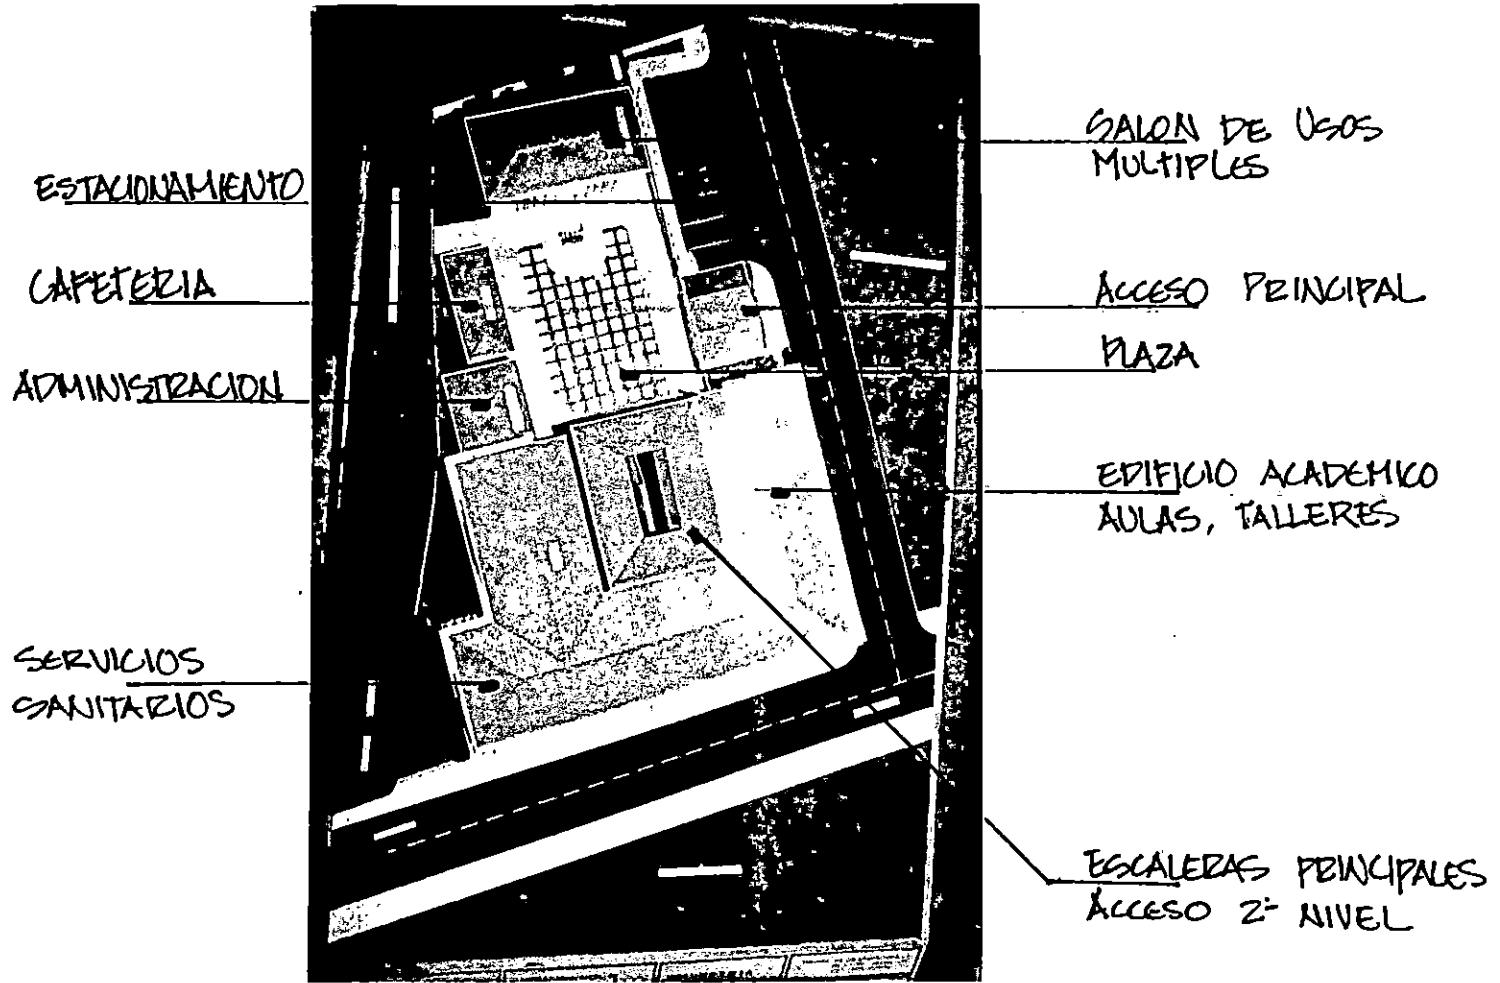 ESTACIONAMIENTO
CAFETERIA
ADMINISTRACION
SERVICIOS
SANITARIOS
SALON DE USOS
MULTIPLES
ACCESO PRINCIPAL
PLAZA
EDIFICIO ACADEMICO
AULAS, TALLERES
ESCALERAS PRINCIPALES
ACCESO 2º NIVEL